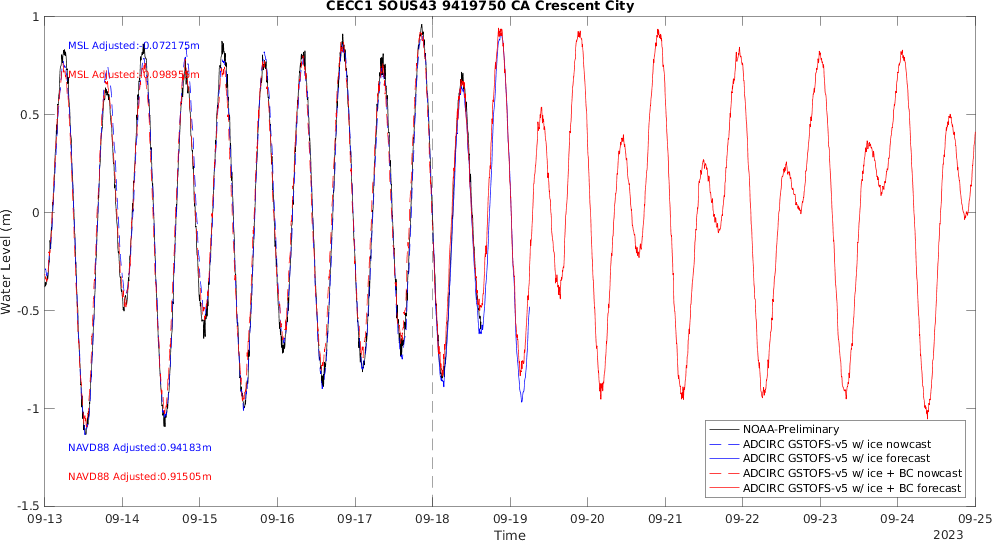 CECC1 SOUS43 9419750 CA Crescent City
MSL Adjusted:-0.072175m
MSL Adjusted:-0.09895
NAVD88 Adjusted:0.94183m
NAVD88 Adjusted:0.91505m
Water Level (m)
1
0.5
0
-0.5
-1
-1.5
NOAA-Preliminary
ADCIRC GSTOFS-v5 w/ ice nowcast
ADCIRC GSTOFS-v5 w/ ice forecast
ADCIRC GSTOFS-v5 w/ ice + BC nowcast
ADCIRC GSTOFS-v5 w/ ice + BC forecast
09-13 09-14 09-15 09-16 09-17 09-18 09-19 09-20 09-21 09-22 09-23 09-24 09-25
Time
2023